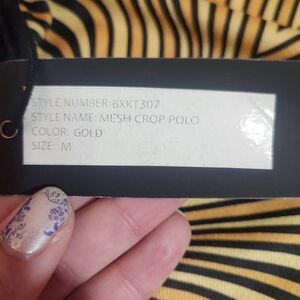 STYLE NUMBER: BXKT307
STYLE NAME: MESH CROP POLO
COLOR: GOLD
SIZE: M